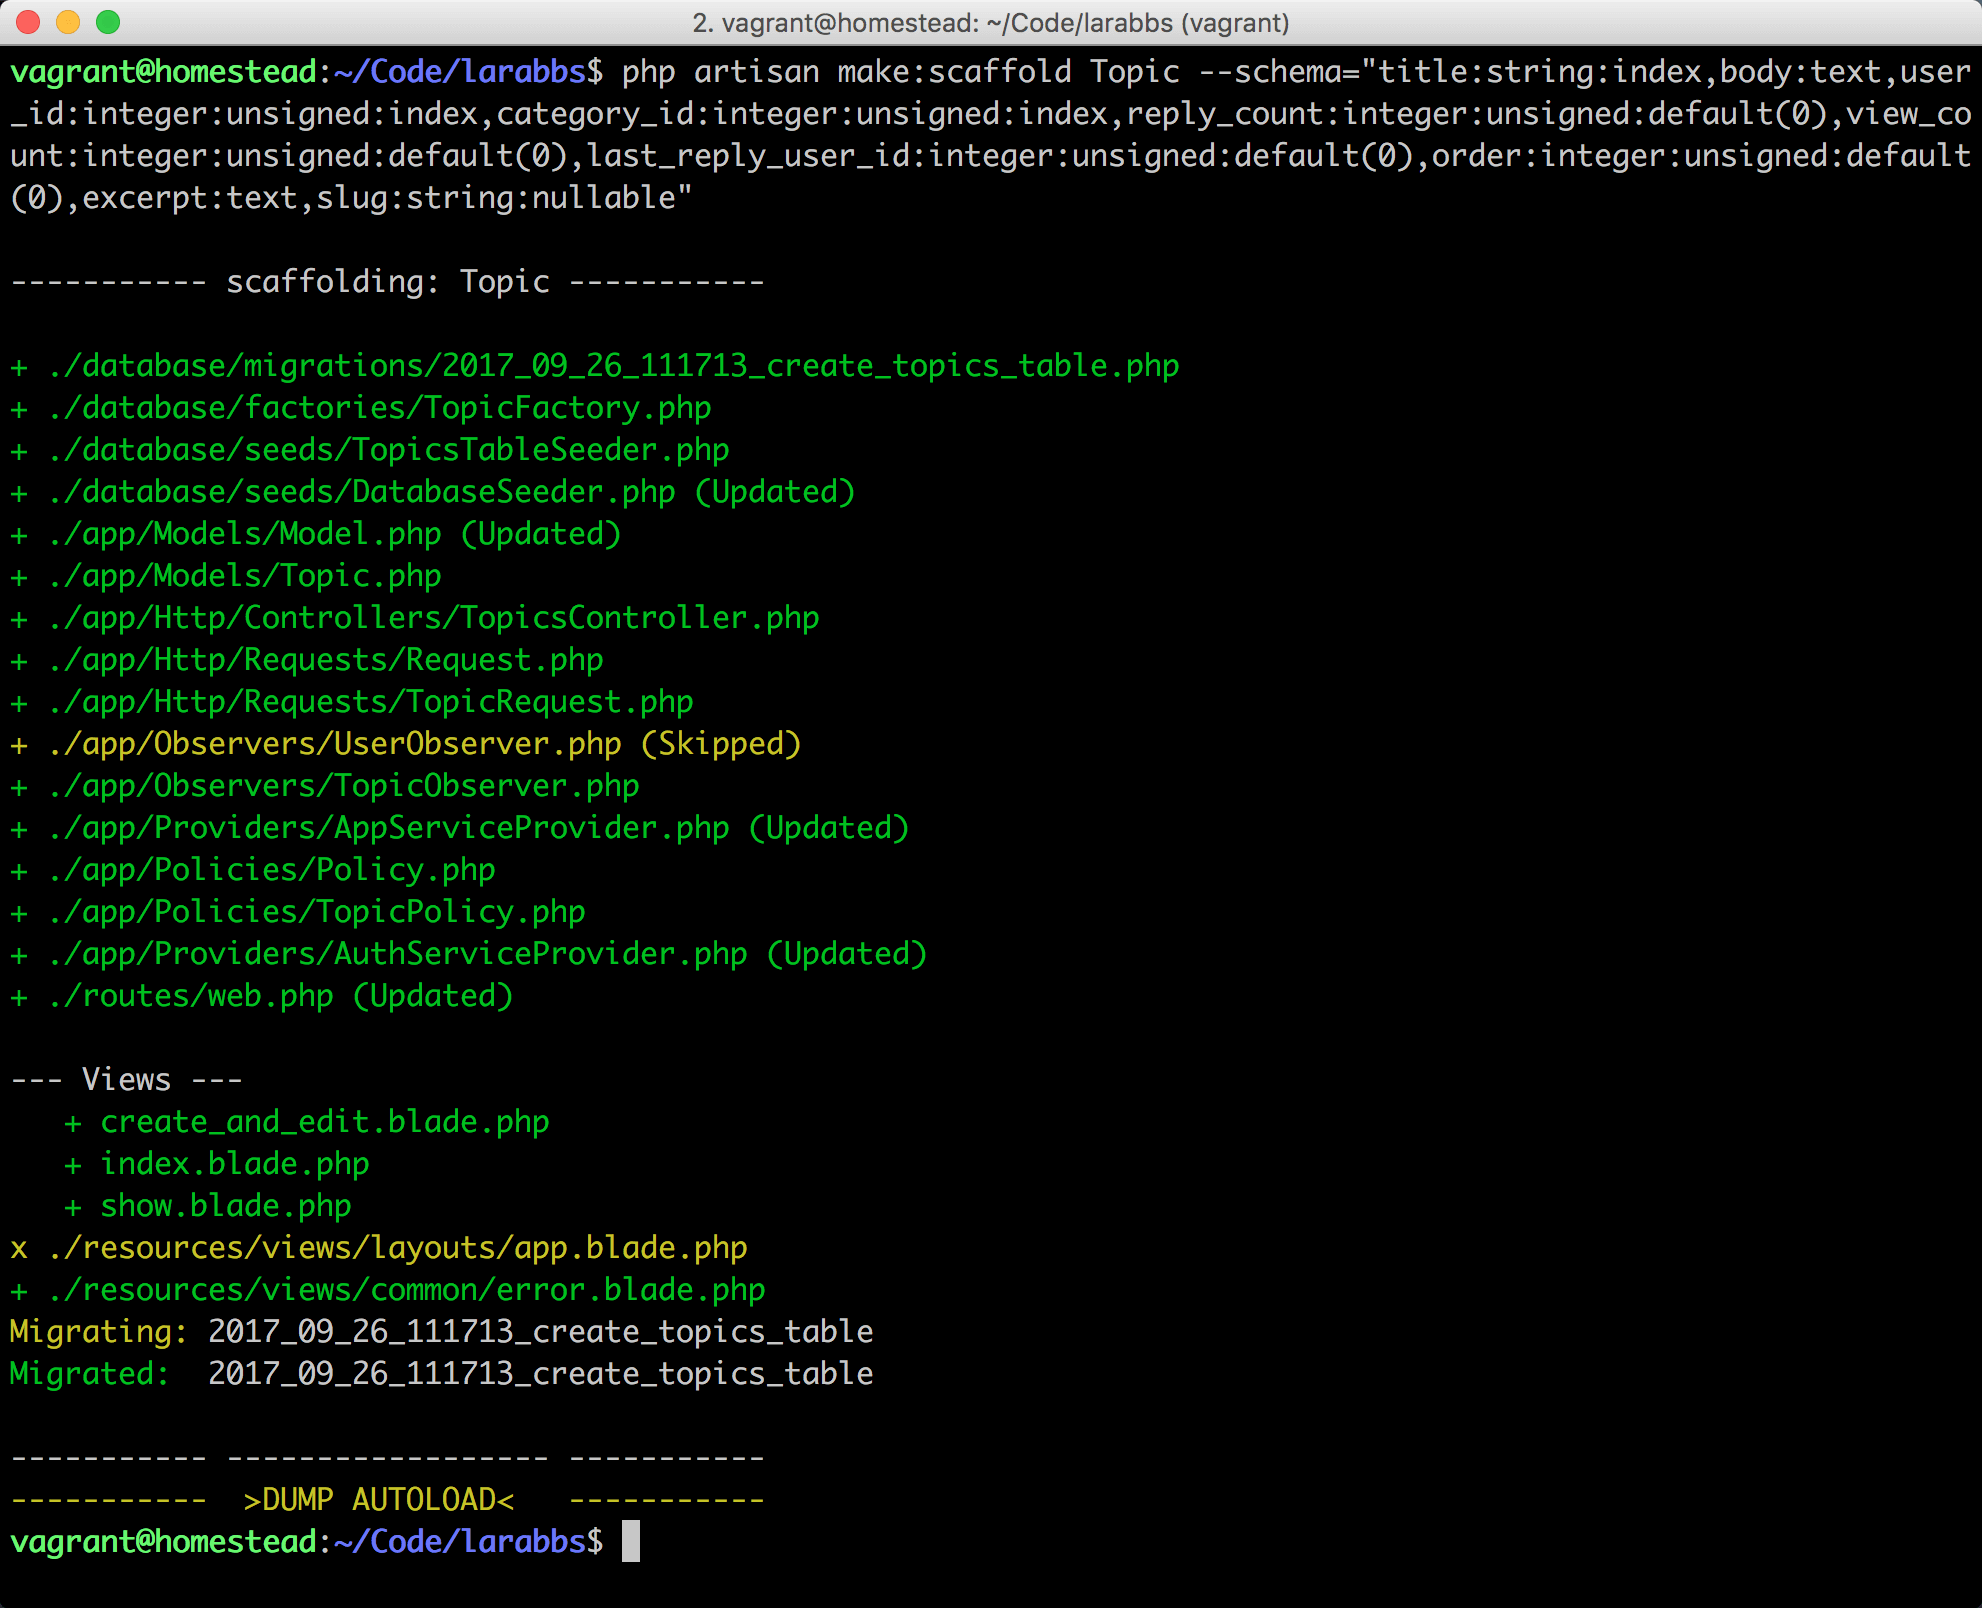 2. vagrant@homestead: ~/Code/larabbs (vagrant)
vagrant@homestead:~/Code/larabbs$ php artisan make:scaffold Topic --schema="title:string:index,body:text,user
_id:integer:unsigned:index,category_id:integer:unsigned:index,reply_count:integer:unsigned:default(0),view_co
unt:integer:unsigned:default(0),last_reply_user_id:integer:unsigned:default(0),order:integer:unsigned:default
(0),excerpt:text,slug:string:nullable"
----------- scaffolding: Topic -----------
+ ./database/migrations/2017_09_26_111713_create_topics_table.php
+ ./database/factories/TopicFactory.php
+ ./database/seeds/TopicsTableSeeder.php
+ ./database/seeds/DatabaseSeeder.php (Updated)
+ ./app/Models/Model.php (Updated)
+ ./app/Models/Topic.php
+ ./app/Http/Controllers/TopicsController.php
+ ./app/Http/Requests/Request.php
+ ./app/Http/Requests/TopicRequest.php
+ ./app/Observers/UserObserver.php (Skipped)
+ ./app/Observers/TopicObserver.php
+ ./app/Providers/AppServiceProvider.php (Updated)
+ ./app/Policies/Policy.php
+ ./app/Policies/TopicPolicy.php
+ ./app/Providers/AuthServiceProvider.php (Updated)
+ ./routes/web.php (Updated)
--- Views ---
   + create_and_edit.blade.php
   + index.blade.php
   + show.blade.php
x ./resources/views/layouts/app.blade.php
+ ./resources/views/common/error.blade.php
Migrating: 2017_09_26_111713_create_topics_table
Migrated:  2017_09_26_111713_create_topics_table
----------- ------------------ -----------
-----------  >DUMP AUTOLOAD<   -----------
vagrant@homestead:~/Code/larabbs$